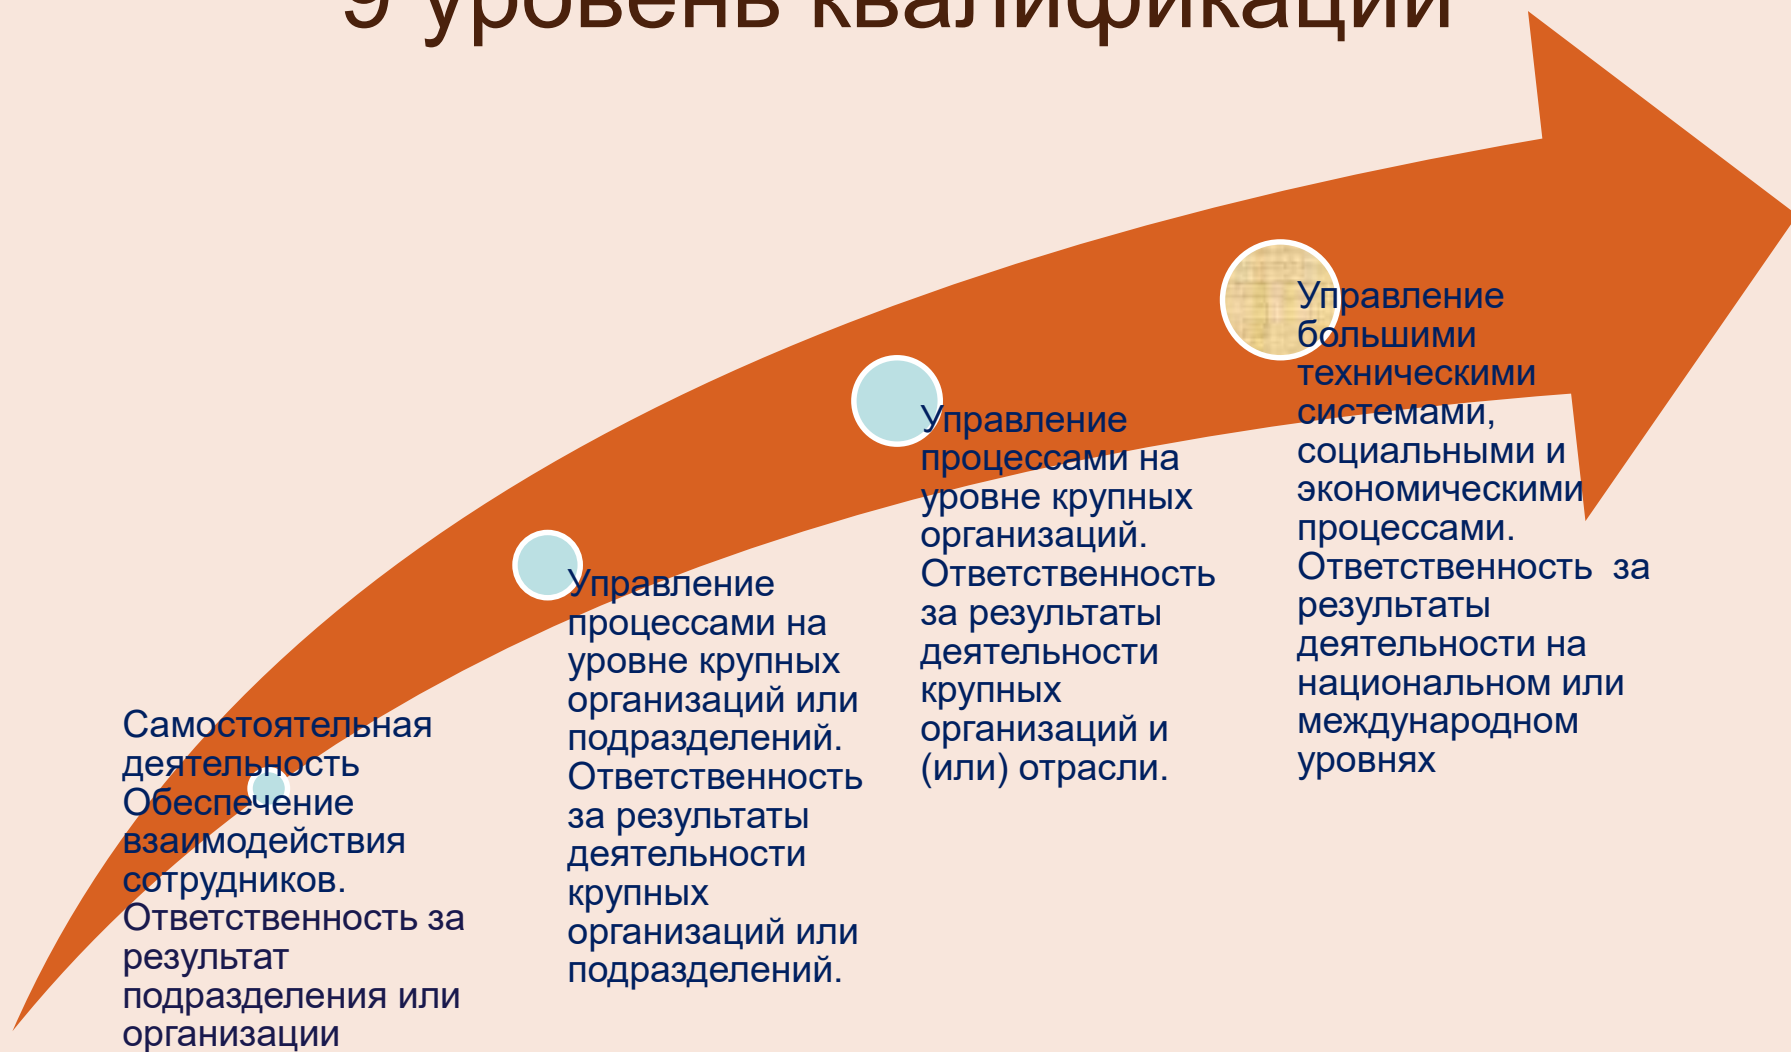 9 уровень квалификации
Самостоятельная
деятельность
Обеспечение
взаимодействия
сотрудников.
Ответственность за
результат
подразделения или
организации
Управление
процессами на
уровне крупных
организаций или
подразделений.
Ответственность
за результаты
деятельности
крупных
организаций или
подразделений.
Управление
процессами на
уровне крупных
организаций.
Ответственность
за результаты
деятельности
крупных
организаций и
(или) отрасли.
Управление
большими
техническими
системами,
социальными и
экономическими
процессами.
Ответственность  за
результаты
деятельности на
национальном или
международном
уровнях